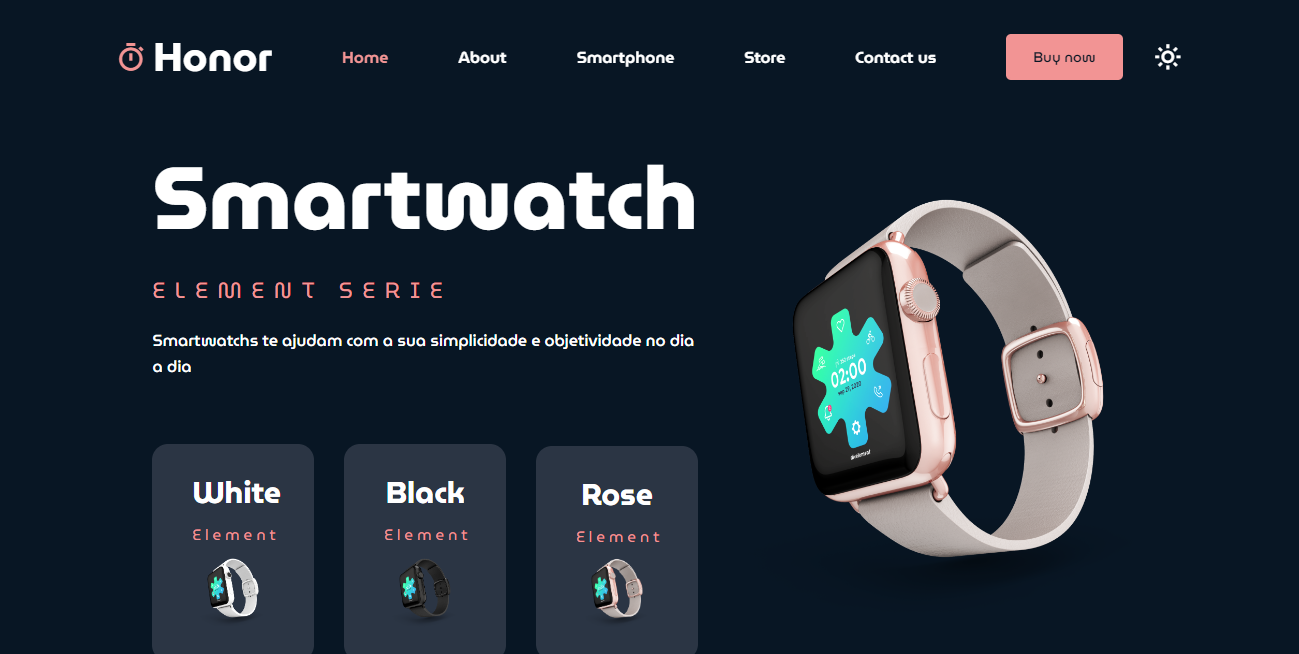 Honor
Home
About
Smartphone
Store
Contact us
Buy now
Smartwatch
ELEMENT SERIE
Smartwatchs te ajudam com a sua simplicidade e objetividade no dia
a dia
02:00
White
Black
Rose
Element
Element
Element